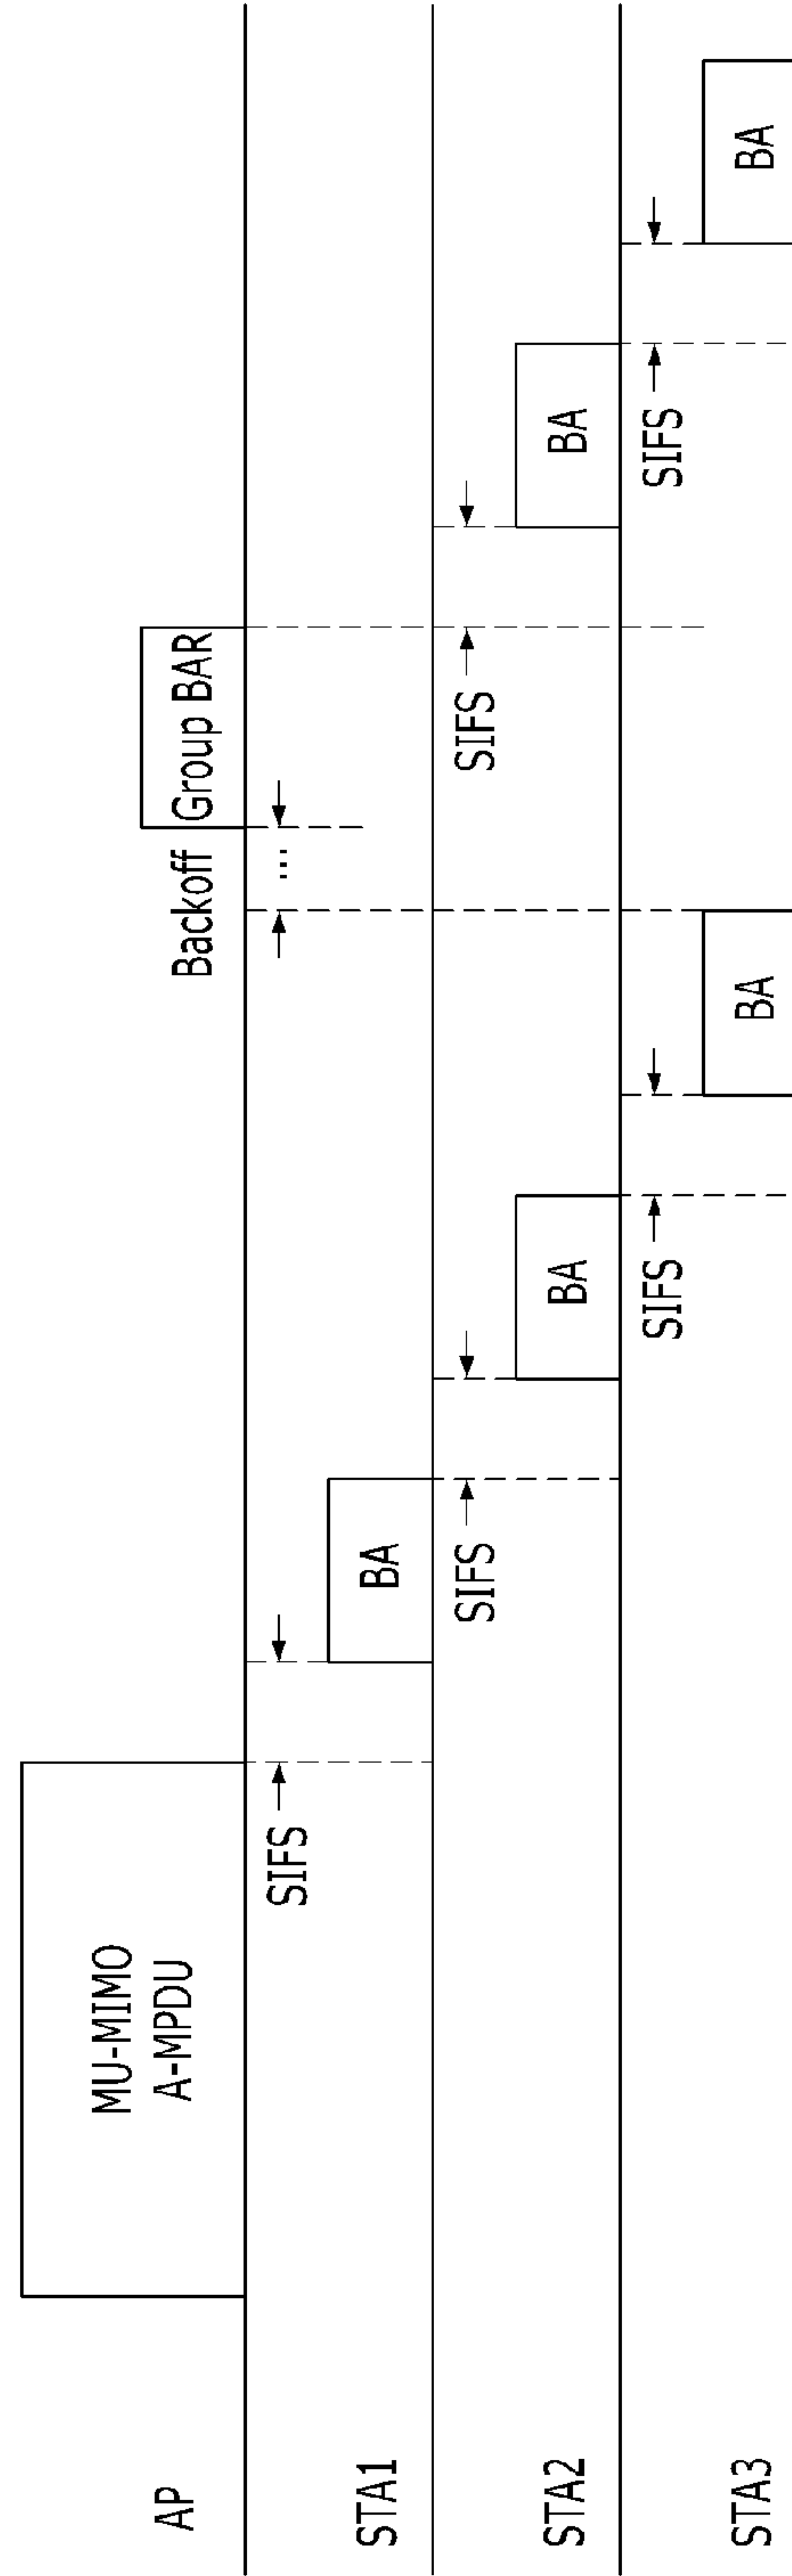 AP
MU-MIMO
A-MPDU
Backoff
Group BAR
STA1
SIFS
BA
...
STA2
SIFS
BA
SIFS
BA
STA3
SIFS
BA
SIFS
BA